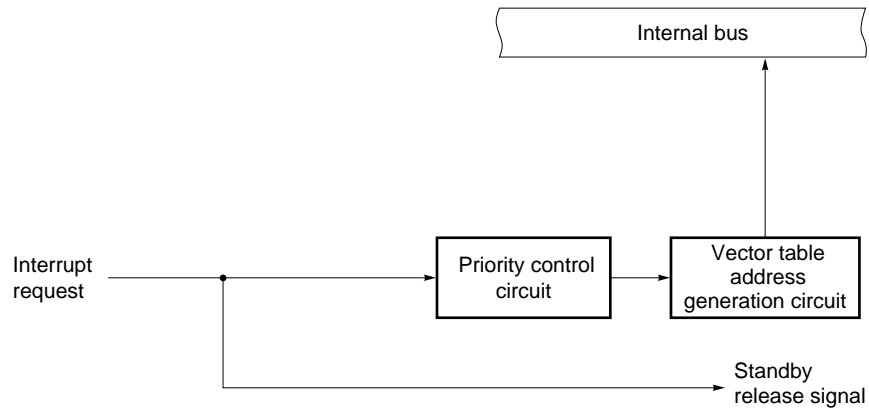 Internal bus
Interrupt
request
Priority control
circuit
Vector table
address
generation circuit
Standby
release signal